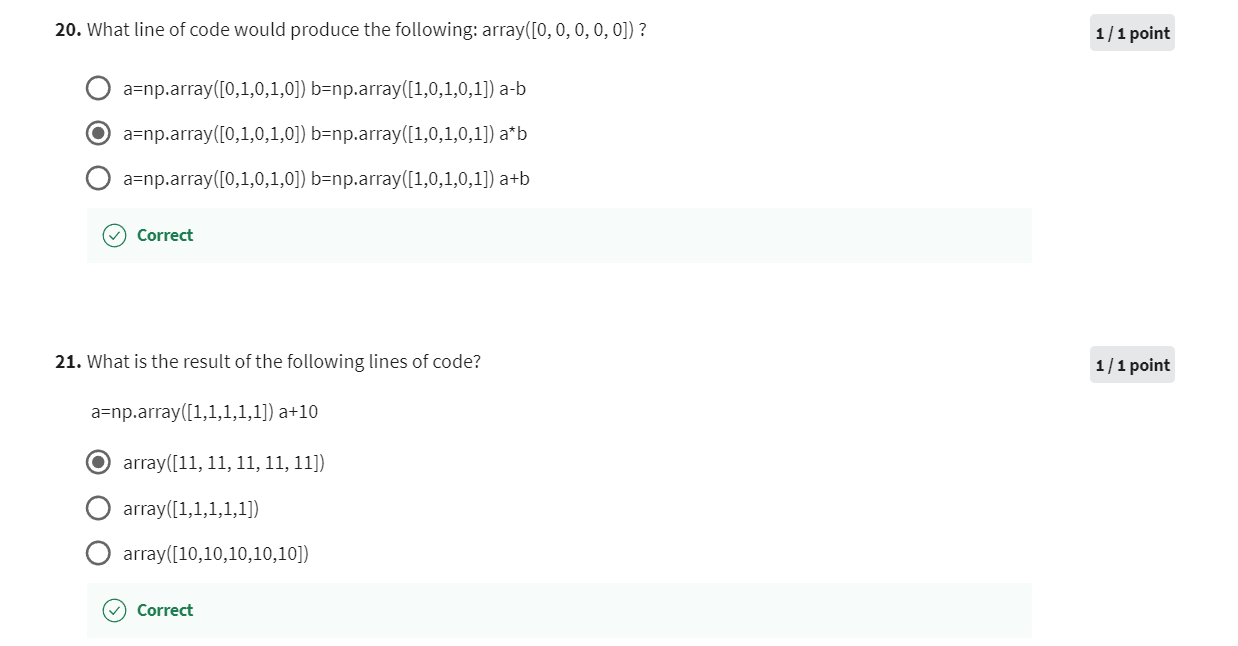 20. What line of code would produce the following: array([0, 0, 0, 0, 0]) ?
1 / 1 point
a=np.array([0,1,0,1,0]) b=np.array([1,0,1,0,1]) a-b
a=np.array([0,1,0,1,0]) b=np.array([1,0,1,0,1]) a*b
a=np.array([0,1,0,1,0]) b=np.array([1,0,1,0,1]) a+b
Correct
21. What is the result of the following lines of code?
1 / 1 point
a=np.array([1,1,1,1,1]) a+10
array([11, 11, 11, 11, 11])
array([1,1,1,1,1])
array([10,10,10,10,10])
Correct